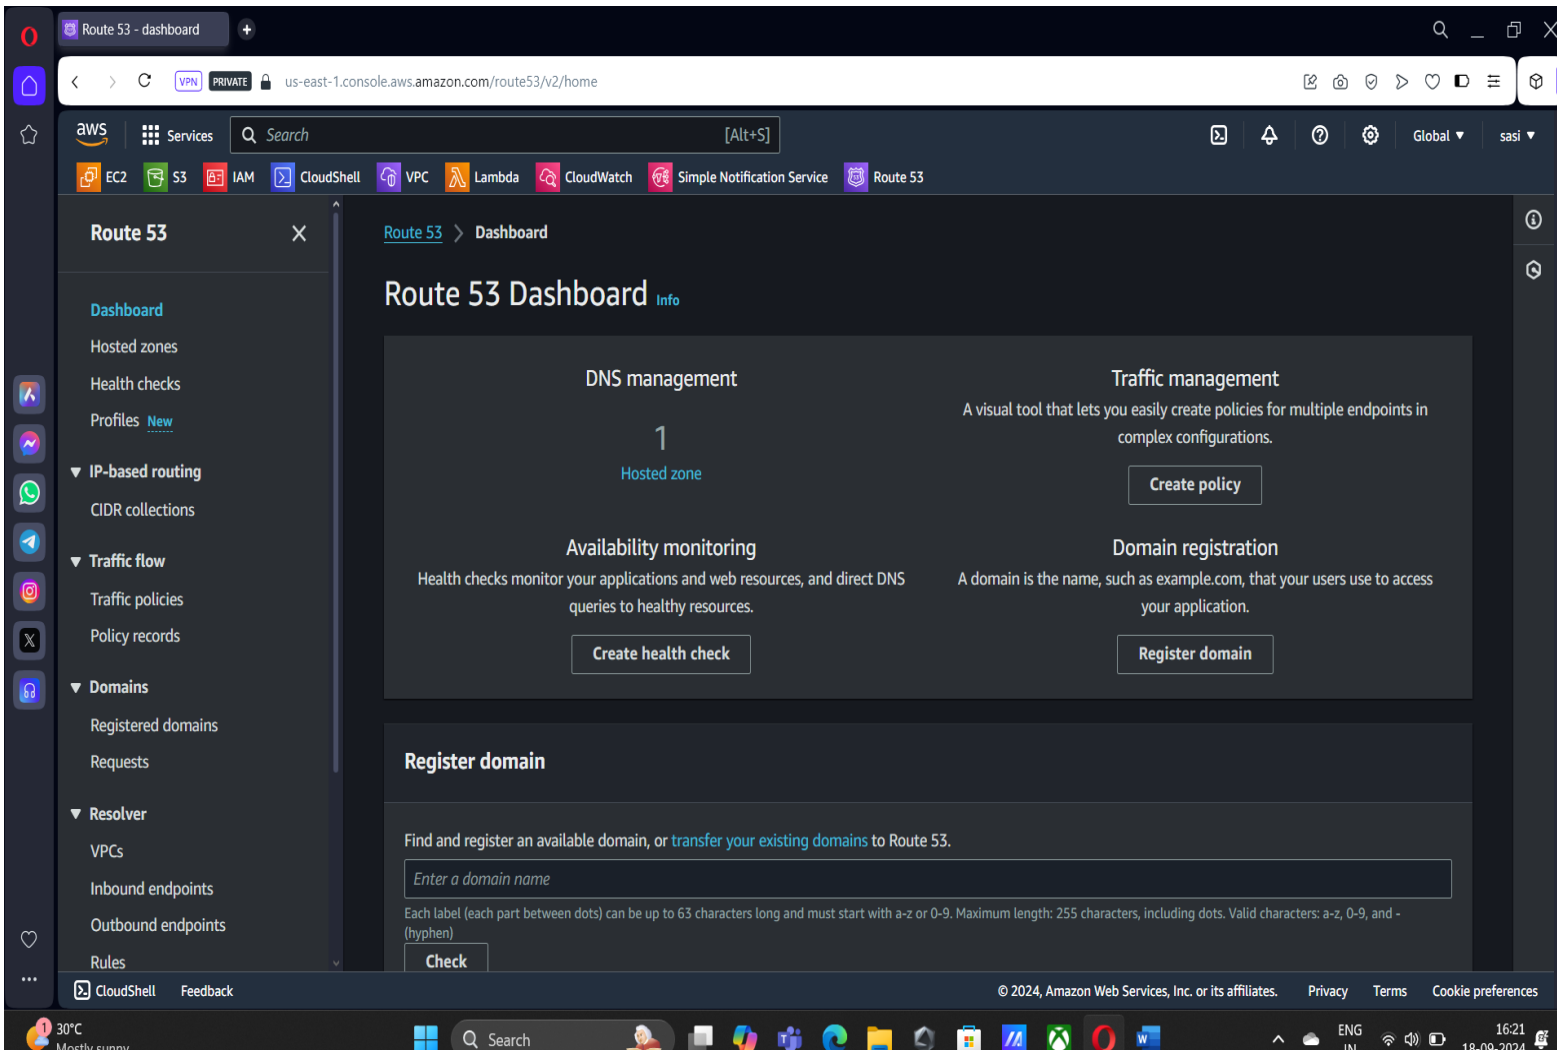 Route 53 - dashboard
VPN PRIVATE us-east-1.console.aws.amazon.com/route53/v2/home
aws Services Search [Alt+S] Global sasi
EC2 S3 IAM CloudShell VPC Lambda CloudWatch Simple Notification Service Route 53
Route 53
Dashboard
Hosted zones
Health checks
Profiles New
IP-based routing
CIDR collections
Traffic flow
Traffic policies
Policy records
Domains
Registered domains
Requests
Resolver
VPCs
Inbound endpoints
Outbound endpoints
Rules
Route 53 Dashboard
Route 53 Dashboard Info
DNS management
1
Hosted zone
Traffic management
A visual tool that lets you easily create policies for multiple endpoints in
complex configurations.
Create policy
Availability monitoring
Health checks monitor your applications and web resources, and direct DNS
queries to healthy resources.
Create health check
Domain registration
A domain is the name, such as example.com, that your users use to access
your application.
Register domain
Register domain
Find and register an available domain, or transfer your existing domains to Route 53.
Enter a domain name
Each label (each part between dots) can be up to 63 characters long and must start with a-z or 0-9. Maximum length: 255 characters, including dots. Valid characters: a-z, 0-9, and -
(hyphen)
Check
CloudShell Feedback © 2024, Amazon Web Services, Inc. or its affiliates. Privacy Terms Cookie preferences
1 30°C
Mostly sunny
Search
ENG
IN
16:21
18-09-2024